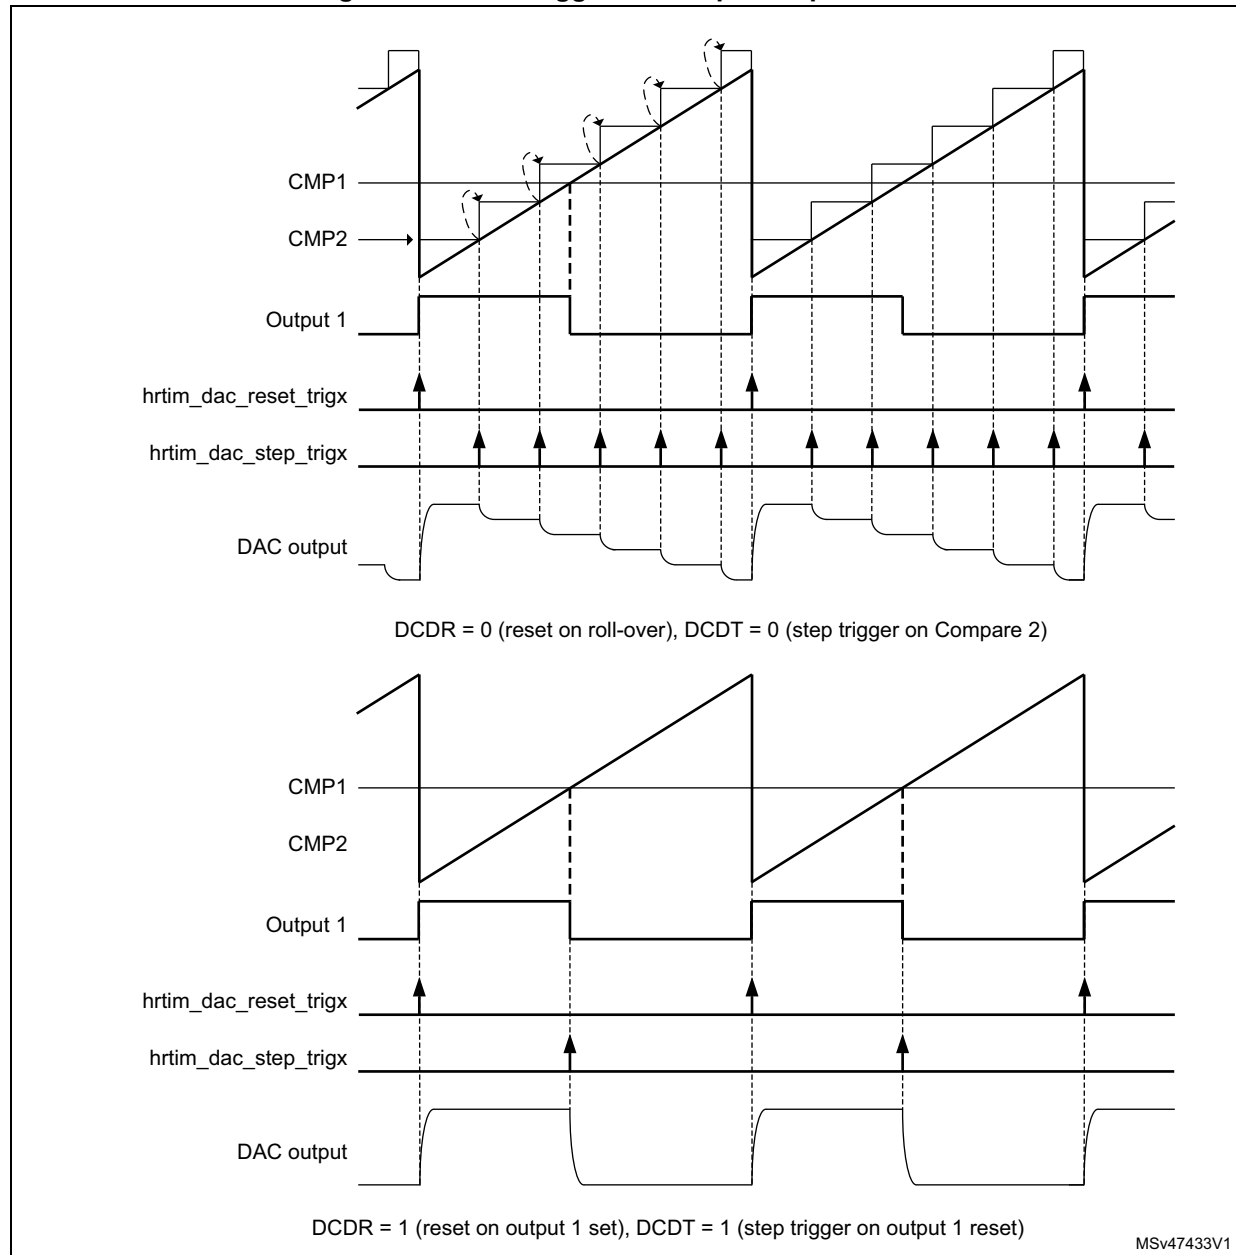 CMP1
CMP2
Output 1
hrtim_dac_reset_trigx
hrtim_dac_step_trigx
DAC output
DCDR = 0 (reset on roll-over), DCDT = 0 (step trigger on Compare 2)
CMP1
CMP2
Output 1
hrtim_dac_reset_trigx
hrtim_dac_step_trigx
DAC output
DCDR = 1 (reset on output 1 set), DCDT = 1 (step trigger on output 1 reset)
MSv47433V1